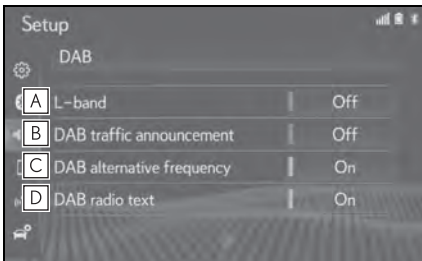 Setup
DAB
A L-band Off
B DAB traffic announcement Off
C DAB alternative frequency On
D DAB radio text On